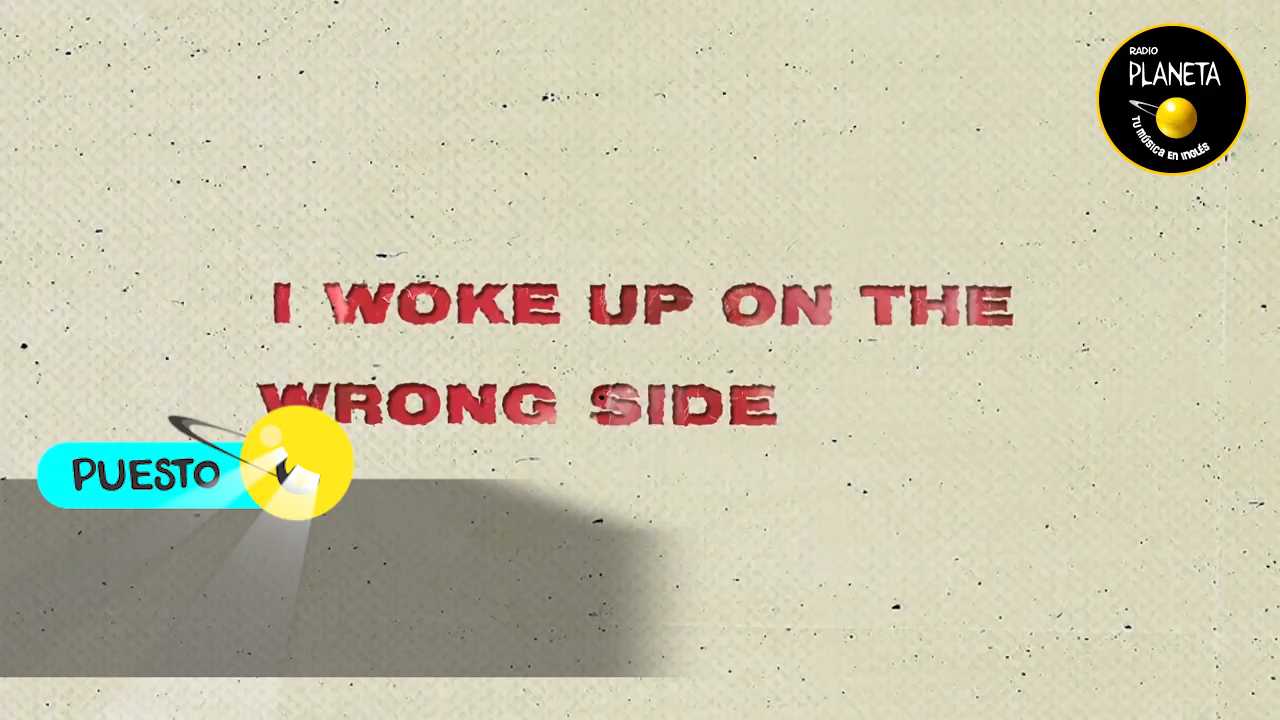 RADIO
PLANETA
TU MÚSICA EN INGLÉS
I WOKE UP ON THE
WRONG SIDE
PUESTO